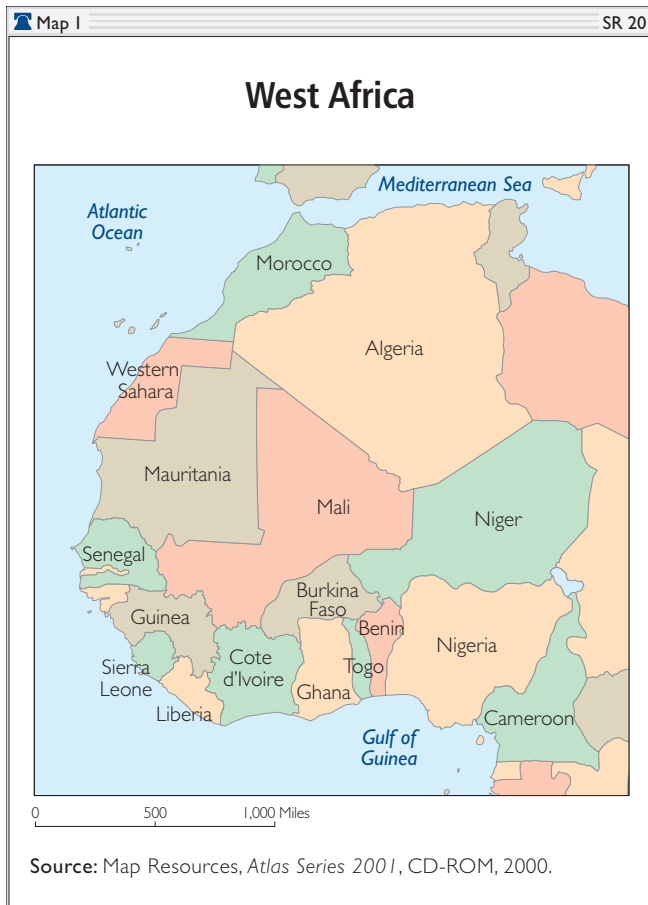 Map 1
SR 20
West Africa
Mediterranean Sea
Atlantic
Ocean
Morocco
Algeria
Western
Sahara
Mauritania
Mali
Niger
Senegal
Burkina
Faso
Guinea
Benin
Nigeria
Sierra
Leone
Cote
d'Ivoire
Togo
Ghana
Liberia
Cameroon
Gulf of
Guinea
0 500 1,000 Miles
Source: Map Resources, Atlas Series 2001, CD-ROM, 2000.